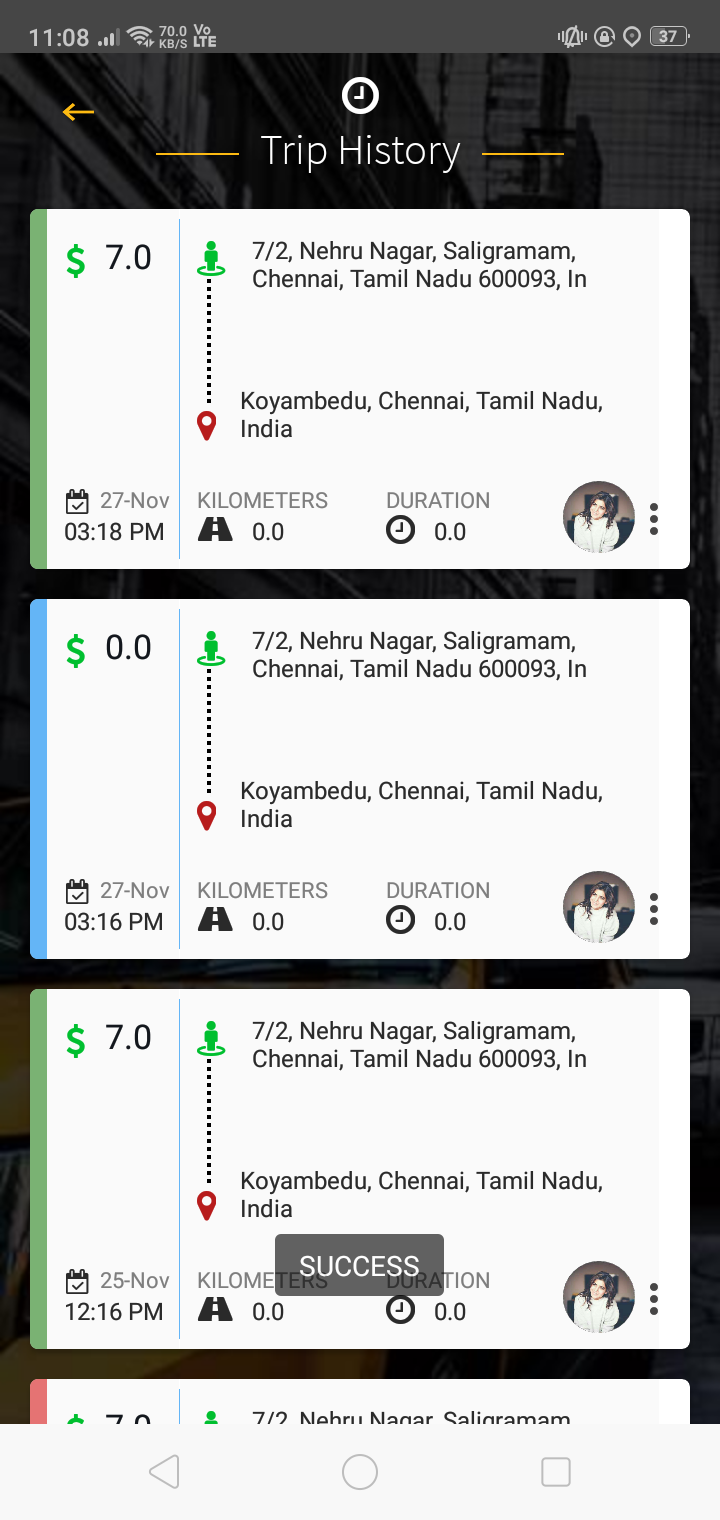 11:08 70.0 KB/S Vo LTE 37
Trip History
$ 7.0
7/2, Nehru Nagar, Saligramam,
Chennai, Tamil Nadu 600093, In
Koyambedu, Chennai, Tamil Nadu,
India
27-Nov KILOMETERS DURATION
03:18 PM 0.0 0.0
$ 0.0
7/2, Nehru Nagar, Saligramam,
Chennai, Tamil Nadu 600093, In
Koyambedu, Chennai, Tamil Nadu,
India
27-Nov KILOMETERS DURATION
03:16 PM 0.0 0.0
$ 7.0
7/2, Nehru Nagar, Saligramam,
Chennai, Tamil Nadu 600093, In
Koyambedu, Chennai, Tamil Nadu,
India
SUCCESS
25-Nov KILOMETERS DURATION
12:16 PM 0.0 0.0
$ 7.0
7/2, Nehru Nagar, Saligramam,